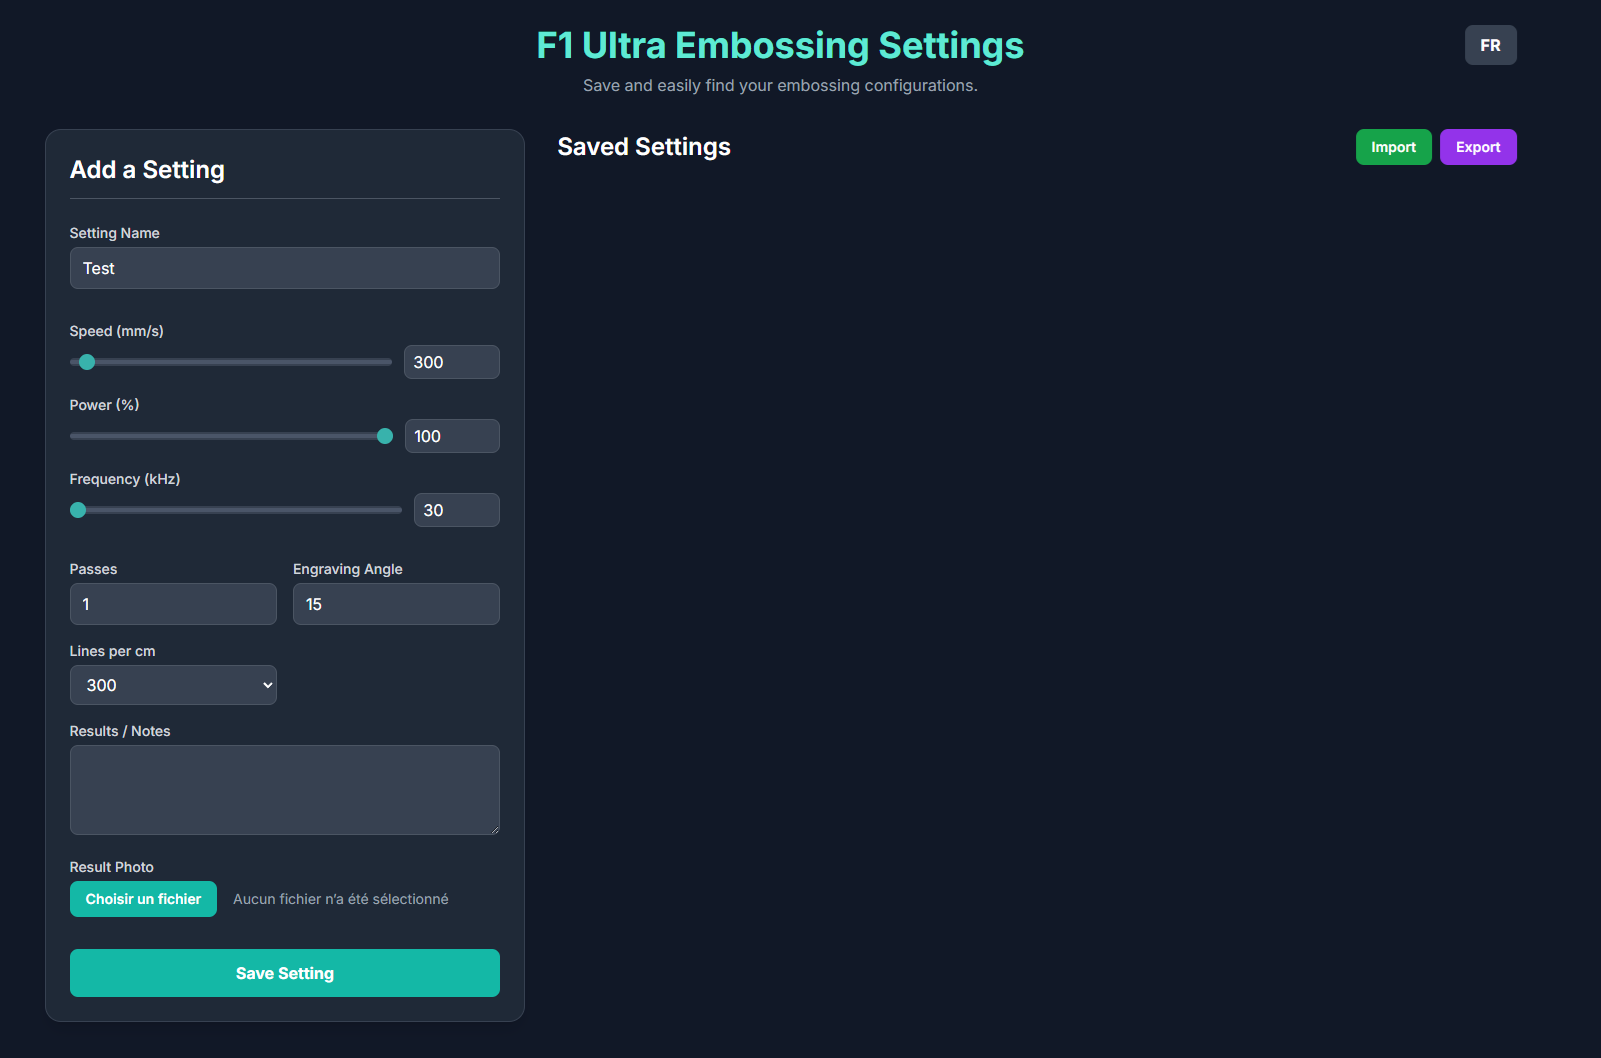 F1 Ultra Embossing Settings
FR
Save and easily find your embossing configurations.
Add a Setting
Setting Name
Test
Speed (mm/s)
300
Power (%)
100
Frequency (kHz)
30
Passes
Engraving Angle
1
15
Lines per cm
300
Results / Notes
Result Photo
Choisir un fichier
Aucun fichier n’a été sélectionné
Save Setting
Saved Settings
Import
Export